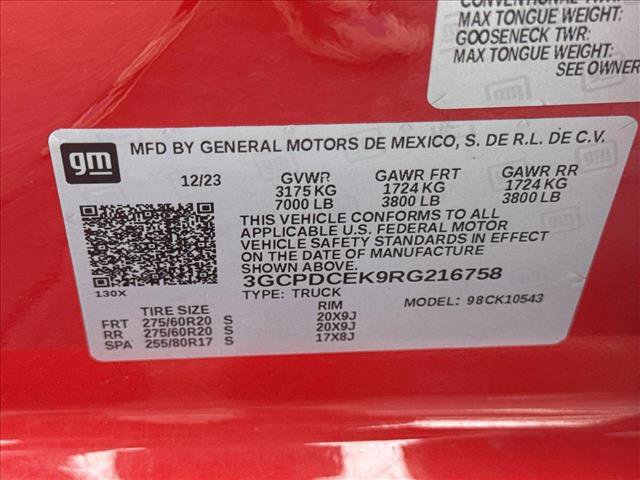 CONVENTIONAL TWR:
MAX TONGUE WEIGHT:
GOOSENECK TWR:
MAX TONGUE WEIGHT:
SEE OWNER
gm
MFD BY GENERAL MOTORS DE MEXICO, S. DE R.L. DE C.V.
12/23 GVWR GAWR FRT GAWR RR
3175 KG 1724 KG 1724 KG
7000 LB 3800 LB 3800 LB
THIS VEHICLE CONFORMS TO ALL
APPLICABLE U.S. FEDERAL MOTOR
VEHICLE SAFETY STANDARDS IN EFFECT
ON THE DATE OF MANUFACTURE
SHOWN ABOVE.
3GCPDCEK9RG216758
130X
TYPE: TRUCK MODEL: 98CK10543
TIRE SIZE RIM
FRT 275/60R20 S 20X9J
RR 275/60R20 S 20X9J
SPA 255/80R17 S 17X8J